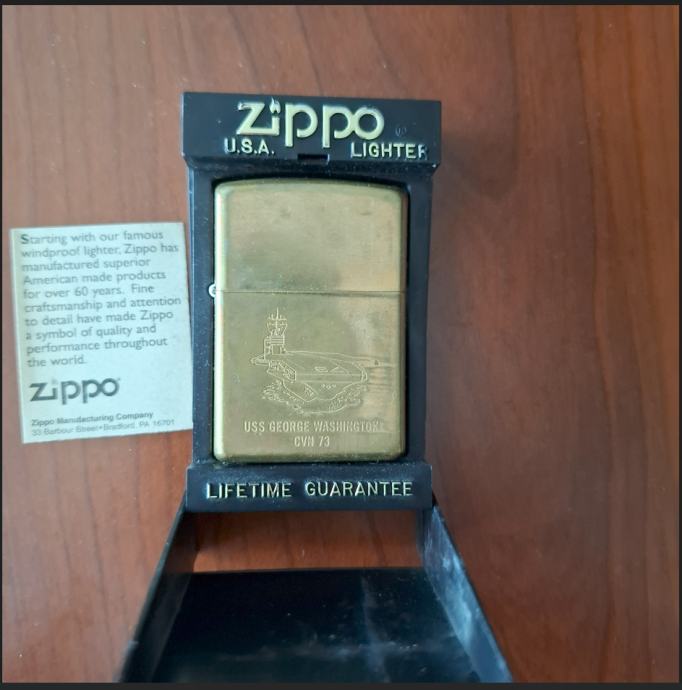 zippo
U.S.A. LIGHTER
Starting with our famous
windproof lighter, Zippo has
manufactured superior
American made products
for over 60 years. Fine
craftsmanship and attention
to detail have made Zippo
a symbol of quality and
performance throughout
the world.
zippo
Zippo Manufacturing Company
33 Barbour Street•Bradford, PA 16701
USS GEORGE WASHINGTON
CVN 73
LIFETIME GUARANTEE